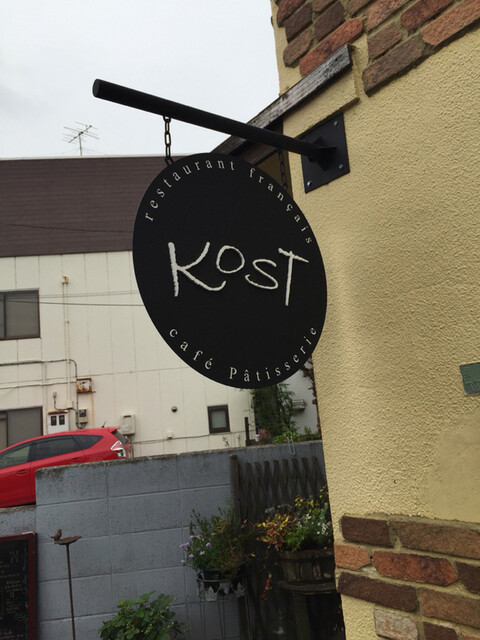 restaurant français
KOST
café Pâtisserie